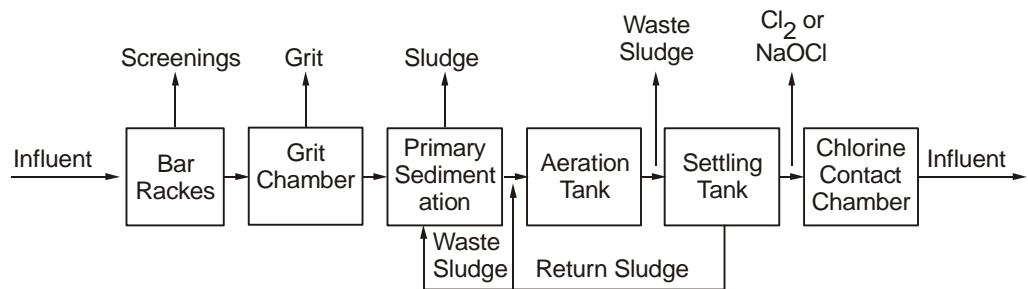 Screenings
Grit
Sludge
Waste
Sludge
Cl2 or
NaOCl
Influent
Bar
Rackes
Grit
Chamber
Primary
Sediment
ation
Aeration
Tank
Settling
Tank
Chlorine
Contact
Chamber
Influent
Waste
Sludge
Return Sludge